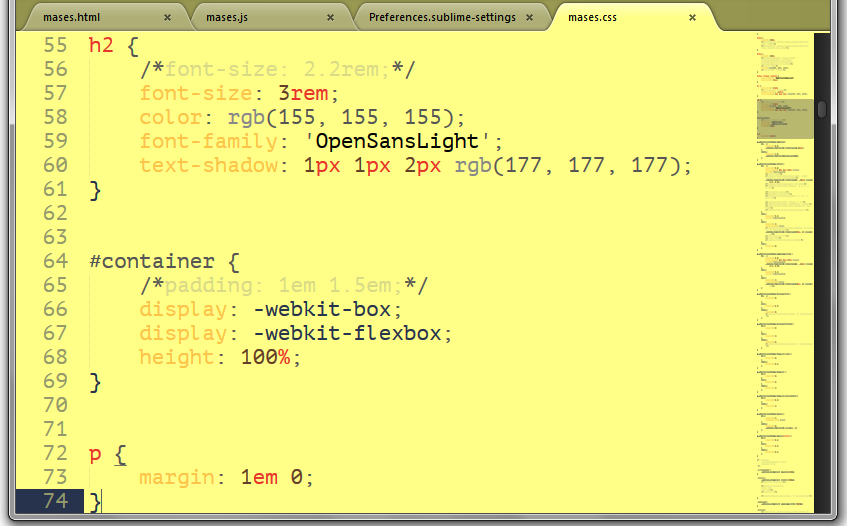 mases.html × mases.js × Preferences.sublime-settings × mases.css ×
55 h2 {
56 /*font-size: 2.2rem;*/
57 font-size: 3rem;
58 color: rgb(155, 155, 155);
59 font-family: 'OpenSansLight';
60 text-shadow: 1px 1px 2px rgb(177, 177, 177);
61 }
62
63
64 #container {
65 /*padding: 1em 1.5em;*/
66 display: -webkit-box;
67 display: -webkit-flexbox;
68 height: 100%;
69 }
70
71
72 p {
73 margin: 1em 0;
74 }